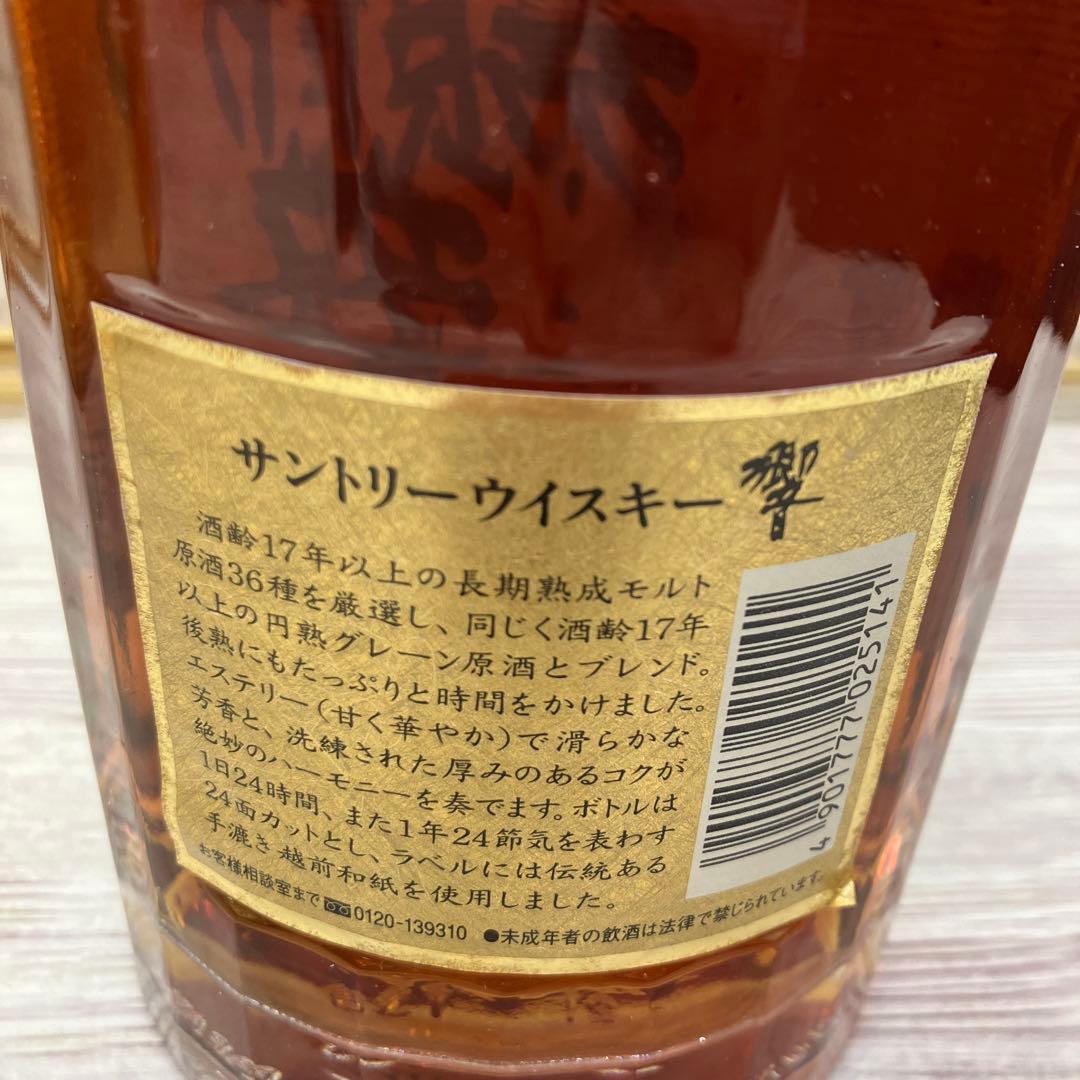 サントリーウイスキー 響
酒齢17年以上の長期熟成モルト
原酒36種を厳選し、同じく酒齢17年
以上の円熟グレーン原酒とブレンド。
後熟にもたっぷりと時間をかけました。
エステリー(甘く華やか)で滑らかな
芳香と、洗練された厚みのあるコクが
絶妙のハーモニーを奏でます。ボトルは
1日24時間、また1年24節気を表わす
24面カットとし、ラベルには伝統ある
手漉き越前和紙を使用しました。
お客様相談室まで 0120-139310 ●未成年者の飲酒は法律で禁じられています。
4 901777 025141